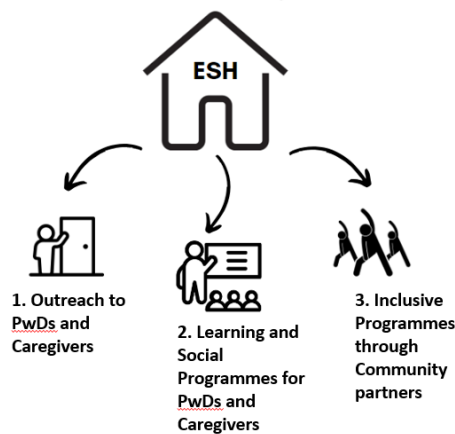 ESH
1. Outreach to
PwDs and
Caregivers
2. Learning and
Social
Programmes for
PwDs and
Caregivers
3. Inclusive
Programmes
through
Community
partners